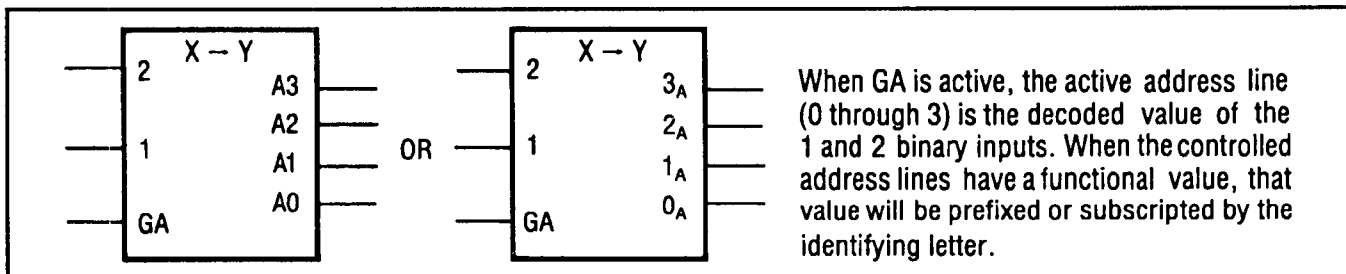 X → Y
2
1
GA
A3
A2
A1
A0
OR
X → Y
2
1
GA
3A
2A
1A
0A
When GA is active, the active address line
(0 through 3) is the decoded value of the
1 and 2 binary inputs. When the controlled
address lines have a functional value, that
value will be prefixed or subscripted by the
identifying letter.